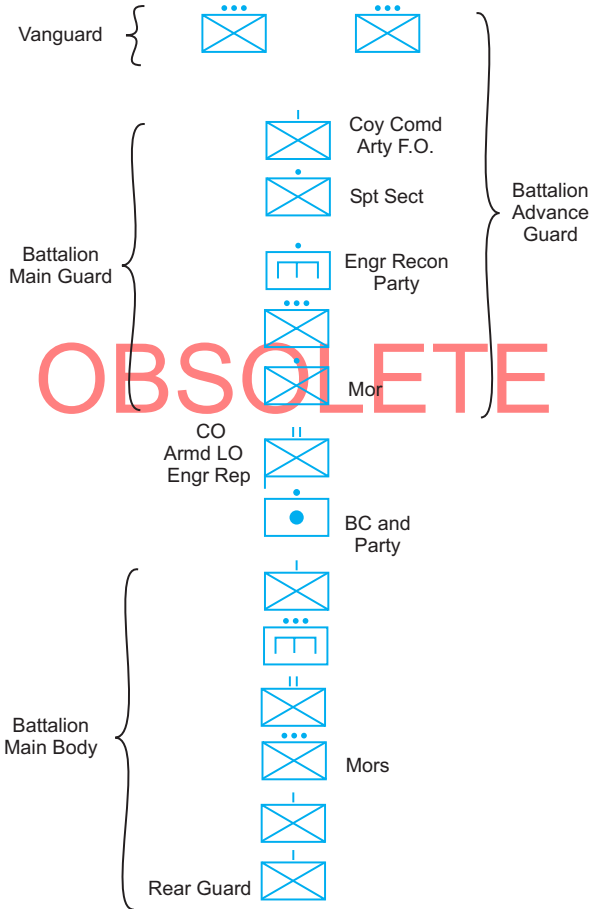 Vanguard
Coy Comd
Arty F.O.
Spt Sect
Battalion
Advance
Guard
Battalion
Main Guard
Engr Recon
Party
OBSOLETE
Mor
CO
Armd LO
Engr Rep
BC and
Party
Battalion
Main Body
Mors
Rear Guard